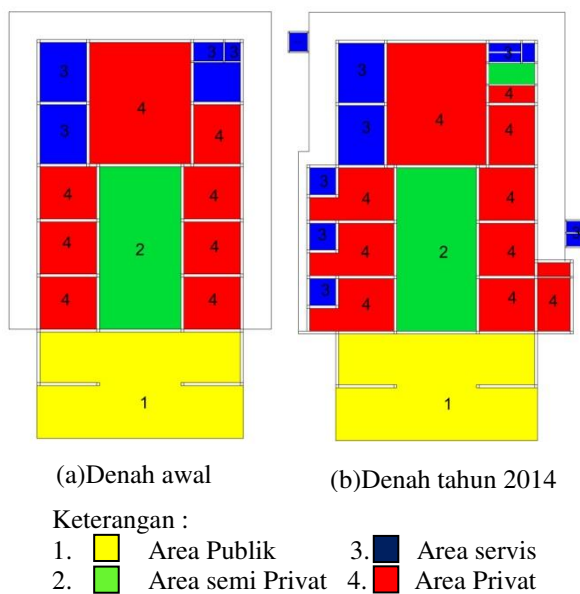 3 3 3
4
3 4
4 4
4 2 4
4 4
1
3
4
4
3 4
3 4 4
3 4 2 4
3 4 4 4
1
(a)Denah awal (b)Denah tahun 2014
Keterangan :
1. Area Publik 3. Area servis
2. Area semi Privat 4. Area Privat